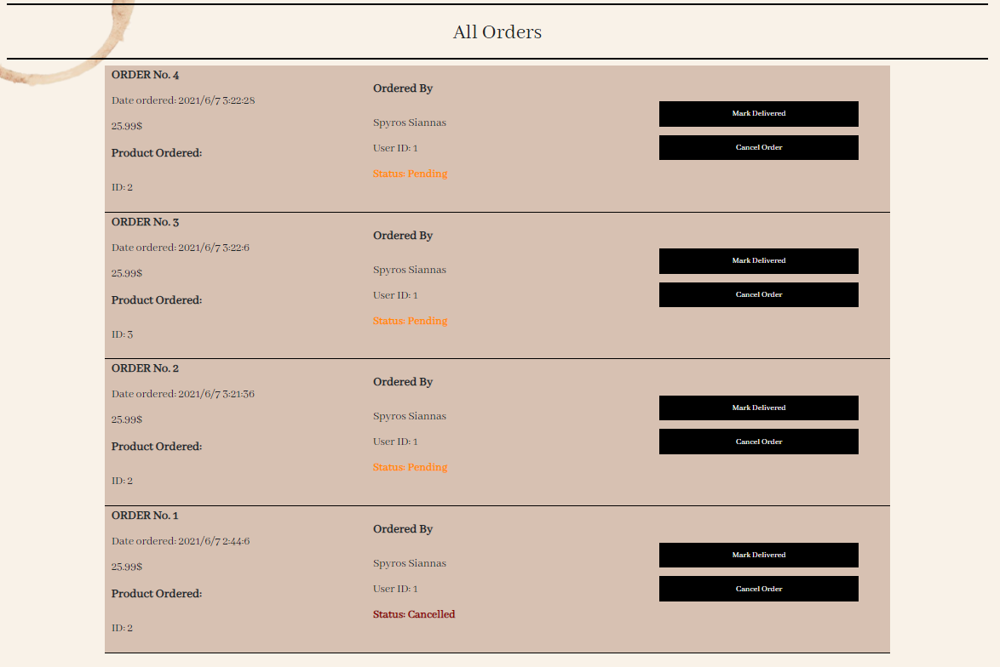 All Orders
ORDER No. 4
Date ordered: 2021/6/7 3:22:28
25.99$
Product Ordered:
ID: 2
Ordered By
Spyros Siannas
User ID: 1
Status: Pending
Mark Delivered
Cancel Order
ORDER No. 3
Date ordered: 2021/6/7 3:22:6
25.99$
Product Ordered:
ID: 3
Ordered By
Spyros Siannas
User ID: 1
Status: Pending
Mark Delivered
Cancel Order
ORDER No. 2
Date ordered: 2021/6/7 3:21:36
25.99$
Product Ordered:
ID: 2
Ordered By
Spyros Siannas
User ID: 1
Status: Pending
Mark Delivered
Cancel Order
ORDER No. 1
Date ordered: 2021/6/7 2:44:6
25.99$
Product Ordered:
ID: 2
Ordered By
Spyros Siannas
User ID: 1
Status: Cancelled
Mark Delivered
Cancel Order